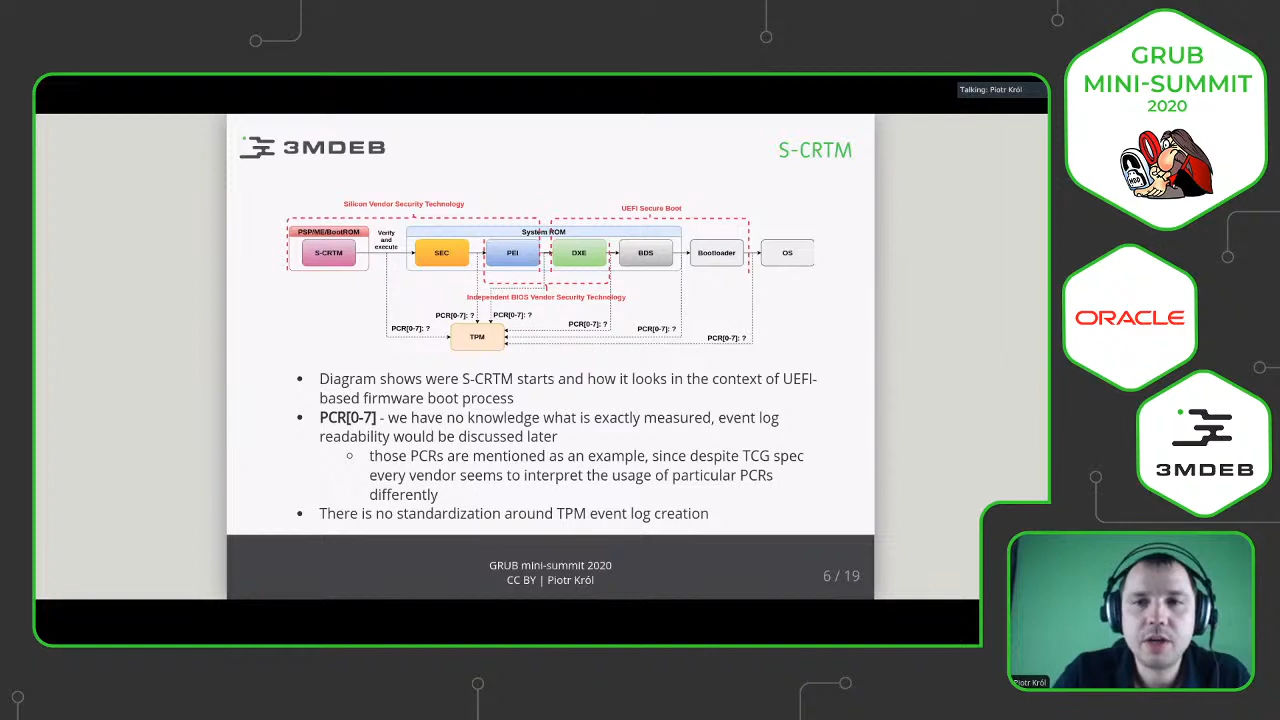 GRUB
MINI-SUMMIT
2020
Talking: Piotr Król
3MDEB
S-CRTM
Silicon Vendor Security Technology
UEFI Secure Boot
PSP/ME/BootROM
Verify
and
execute
System ROM
S-CRTM
SEC
PEI
DXE
BDS
Bootloader
OS
Independent BIOS Vendor Security Technology
PCR[0-7]: ?
PCR[0-7]: ?
PCR[0-7]: ?
PCR[0-7]: ?
PCR[0-7]: ?
PCR[0-7]: ?
TPM
• Diagram shows were S-CRTM starts and how it looks in the context of UEFI-
based firmware boot process
• PCR[0-7] - we have no knowledge what is exactly measured, event log
readability would be discussed later
○ those PCRs are mentioned as an example, since despite TCG spec
every vendor seems to interpret the usage of particular PCRs
differently
• There is no standardization around TPM event log creation
GRUB mini-summit 2020
CC BY | Piotr Król
6 / 19
ORACLE
3MDEB
Piotr Król